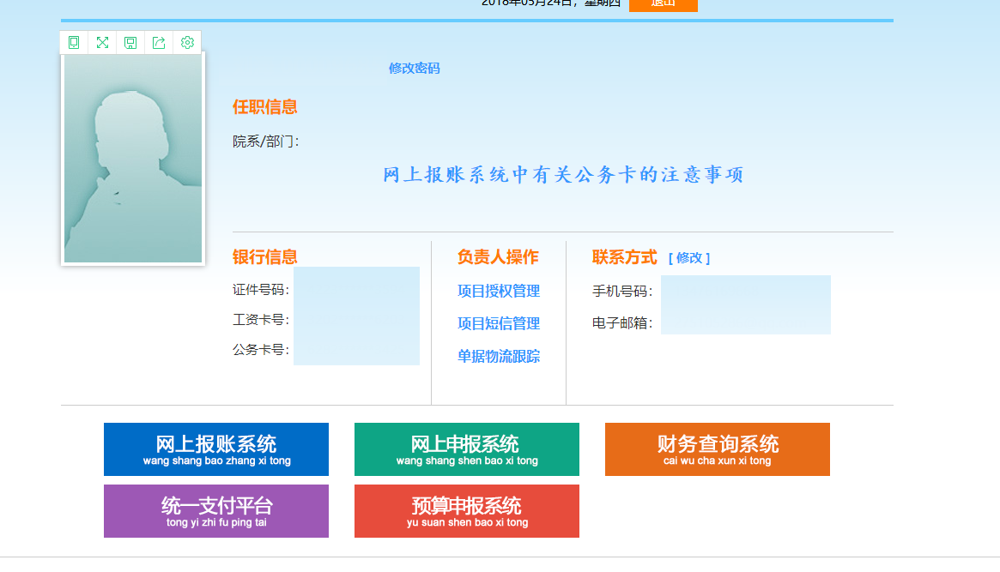 2018年05月24日，星期四
退出
修改密码
任职信息
院系/部门：
网上报账系统中有关公务卡的注意事项
银行信息
证件号码：
工资卡号：
公务卡号：
负责人操作
项目授权管理
项目短信管理
单据物流跟踪
联系方式 [ 修改 ]
手机号码：
电子邮箱：
网上报账系统
wang shang bao zhang xi tong
网上申报系统
wang shang shen bao xi tong
财务查询系统
cai wu cha xun xi tong
统一支付平台
tong yi zhi fu ping tai
预算申报系统
yu suan shen bao xi tong